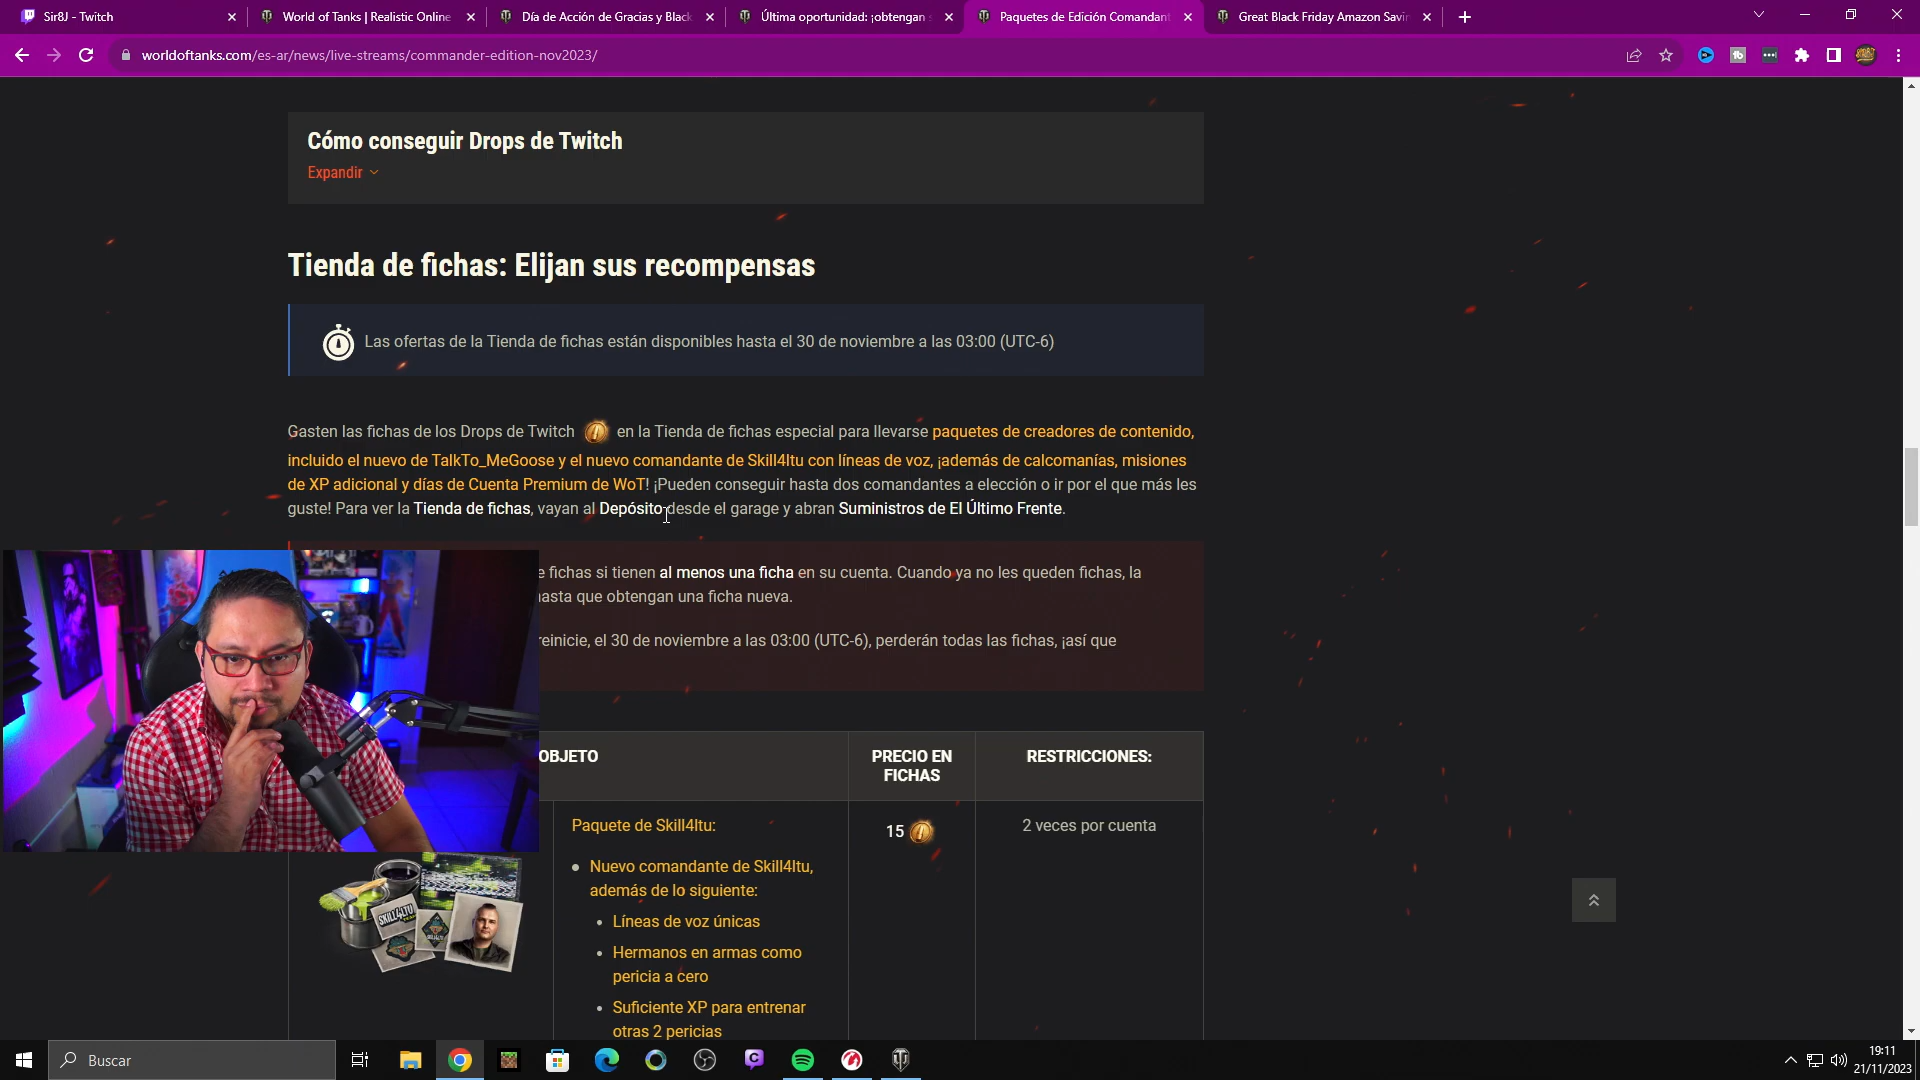 Sir8J - Twitch
World of Tanks | Realistic Online
Día de Acción de Gracias y Black
Última oportunidad: ¡obtengan
Paquetes de Edición Comandant
Great Black Friday Amazon Savin
worldoftanks.com/es-ar/news/live-streams/commander-edition-nov2023/
Cómo conseguir Drops de Twitch
Expandir
Tienda de fichas: Elijan sus recompensas
Las ofertas de la Tienda de fichas están disponibles hasta el 30 de noviembre a las 03:00 (UTC-6)
Gasten las fichas de los Drops de Twitch en la Tienda de fichas especial para llevarse paquetes de creadores de contenido,
incluido el nuevo de TalkTo_MeGoose y el nuevo comandante de Skill4ltu con líneas de voz, ¡además de calcomanías, misiones
de XP adicional y días de Cuenta Premium de WoT! ¡Pueden conseguir hasta dos comandantes a elección o ir por el que más les
guste! Para ver la Tienda de fichas, vayan al Depósito desde el garage y abran Suministros de El Último Frente.
e fichas si tienen al menos una ficha en su cuenta. Cuando ya no les queden fichas, la
hasta que obtengan una ficha nueva.
reinicie, el 30 de noviembre a las 03:00 (UTC-6), perderán todas las fichas, ¡así que
OBJETO
PRECIO EN
FICHAS
RESTRICCIONES:
Paquete de Skill4ltu:
15
2 veces por cuenta
Nuevo comandante de Skill4ltu,
además de lo siguiente:
Líneas de voz únicas
Hermanos en armas como
pericia a cero
Suficiente XP para entrenar
otras 2 pericias
SKILL4LTU
Buscar
19:11
21/11/2023